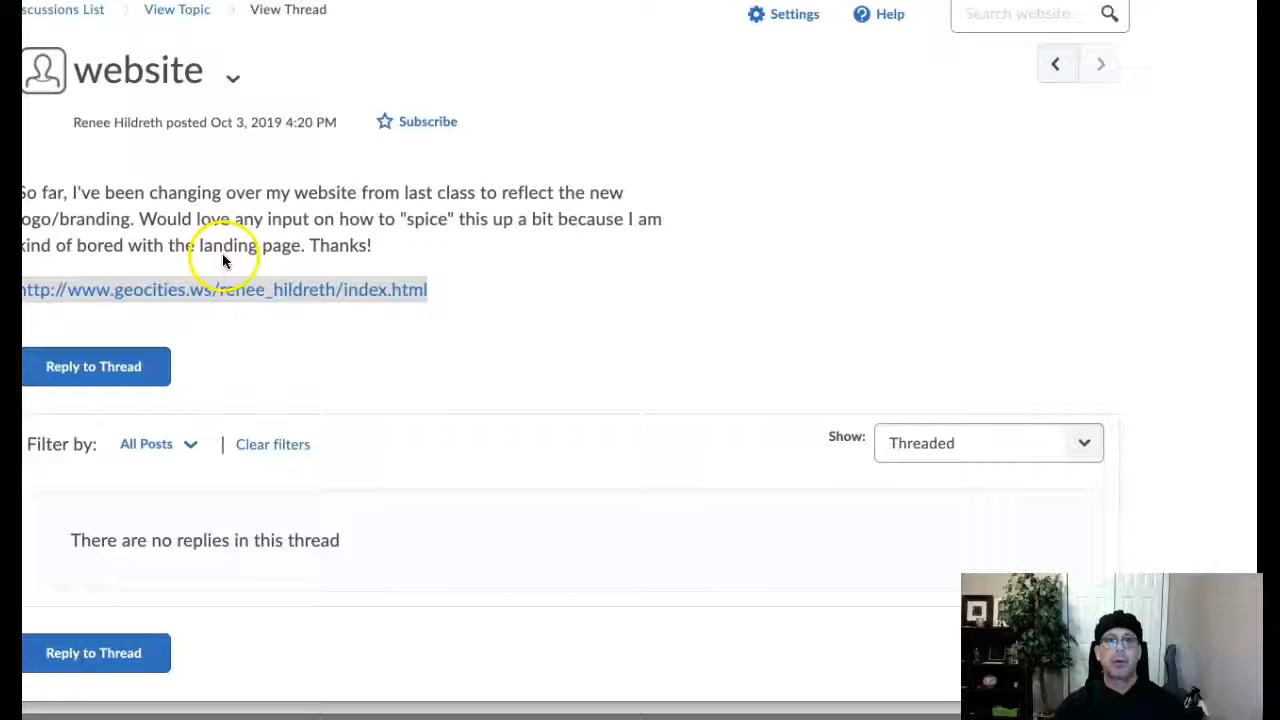 scussions List View Topic View Thread
Settings Help Search website
website
Renee Hildreth posted Oct 3, 2019 4:20 PM Subscribe
So far, I've been changing over my website from last class to reflect the new
ogo/branding. Would love any input on how to "spice" this up a bit because I am
kind of bored with the landing page. Thanks!
http://www.geocities.ws/renee_hildreth/index.html
Reply to Thread
Filter by: All Posts | Clear filters Show: Threaded
There are no replies in this thread
Reply to Thread